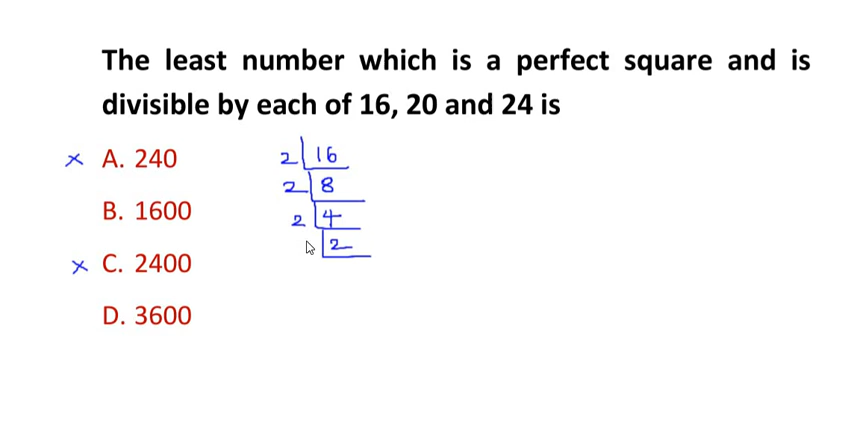 The least number which is a perfect square and is
divisible by each of 16, 20 and 24 is
× A. 240
B. 1600
× C. 2400
D. 3600
2 16
2 8
2 4
2